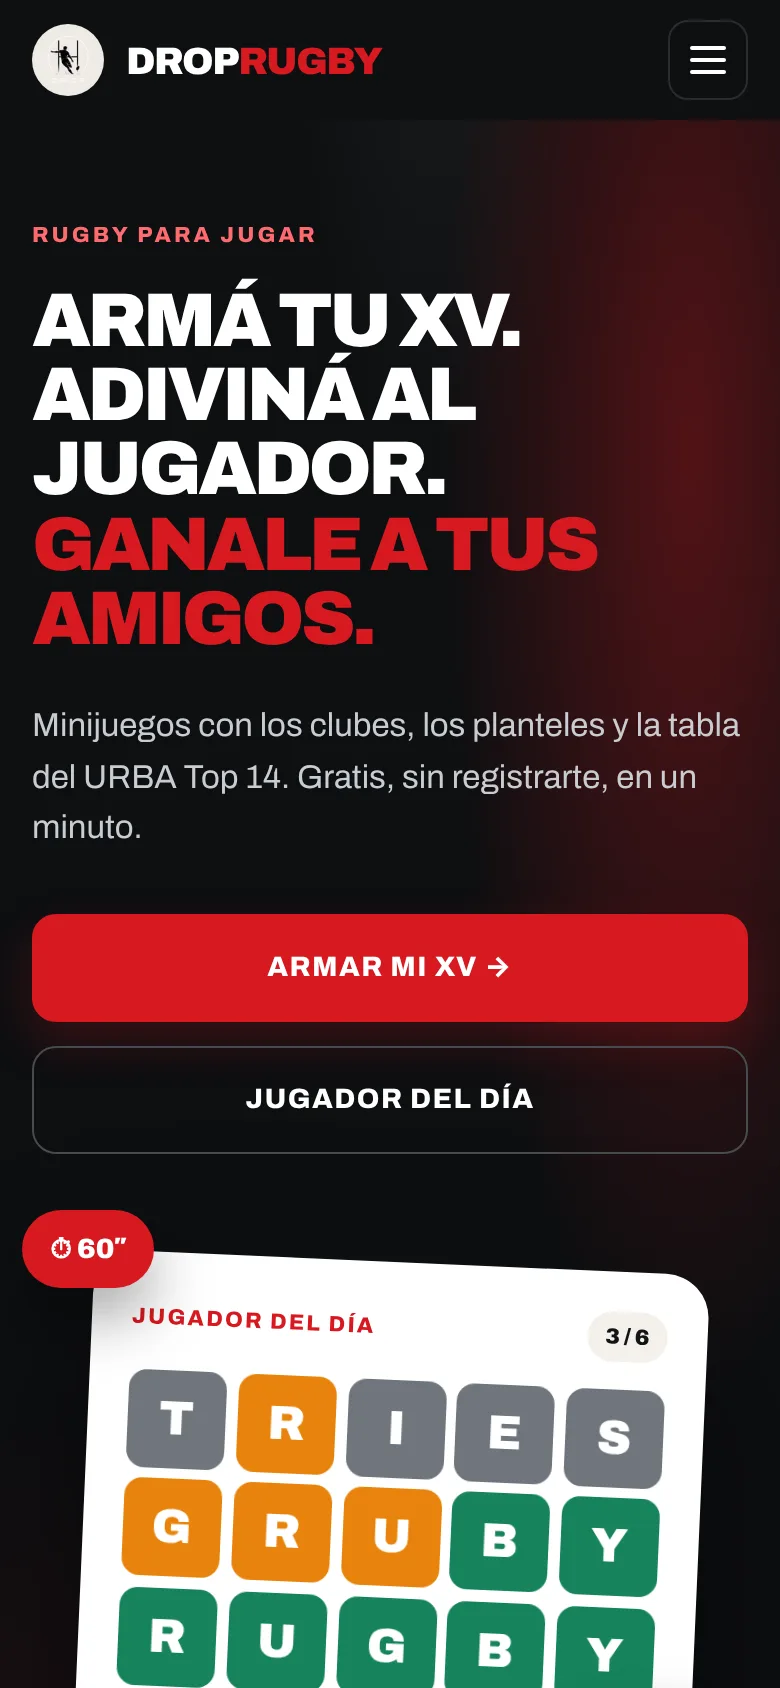 DROPRUGBY
RUGBY PARA JUGAR
ARMÁ TU XV.
ADIVINÁ AL
JUGADOR.
GANALE A TUS
AMIGOS.
Minijuegos con los clubes, los planteles y la tabla
del URBA Top 14. Gratis, sin registrarte, en un
minuto.
ARMAR MI XV →
JUGADOR DEL DÍA
⏱ 60″
JUGADOR DEL DÍA 3/6
T R I E S
G R U B Y
R U G B Y